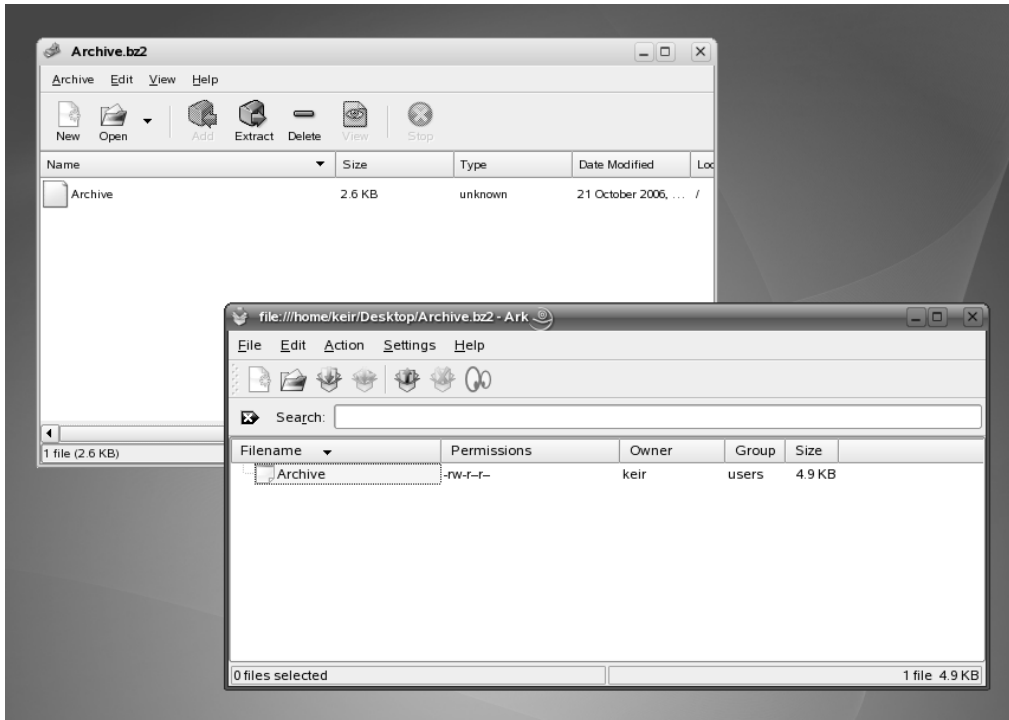 Archive.bz2
Archive Edit View Help
New Open Add Extract Delete View Stop
Name Size Type Date Modified Loc
Archive 2.6 KB unknown 21 October 2006, ... /
1 file (2.6 KB)
file:///home/keir/Desktop/Archive.bz2 - Ark
File Edit Action Settings Help
Search:
Filename Permissions Owner Group Size
Archive -rw-r--r-- keir users 4.9 KB
0 files selected 1 file 4.9 KB